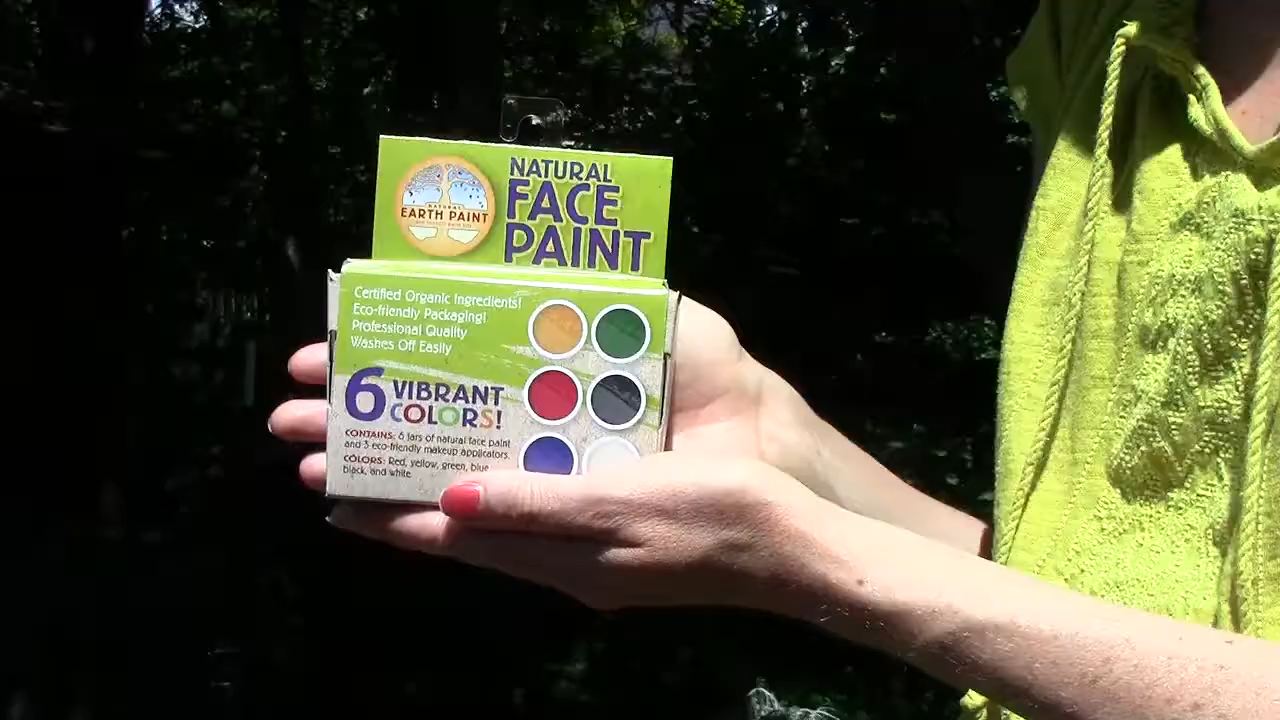 NATURAL
FACE
PAINT
NATURAL
EARTH PAINT
Certified Organic Ingredients!
Eco-friendly Packaging!
Professional Quality
Washes Off Easily
6 VIBRANT
COLORS!
CONTAINS: 6 jars of natural face paint
and 3 eco-friendly makeup applicators.
COLORS: Red, yellow, green, blue,
black, and white